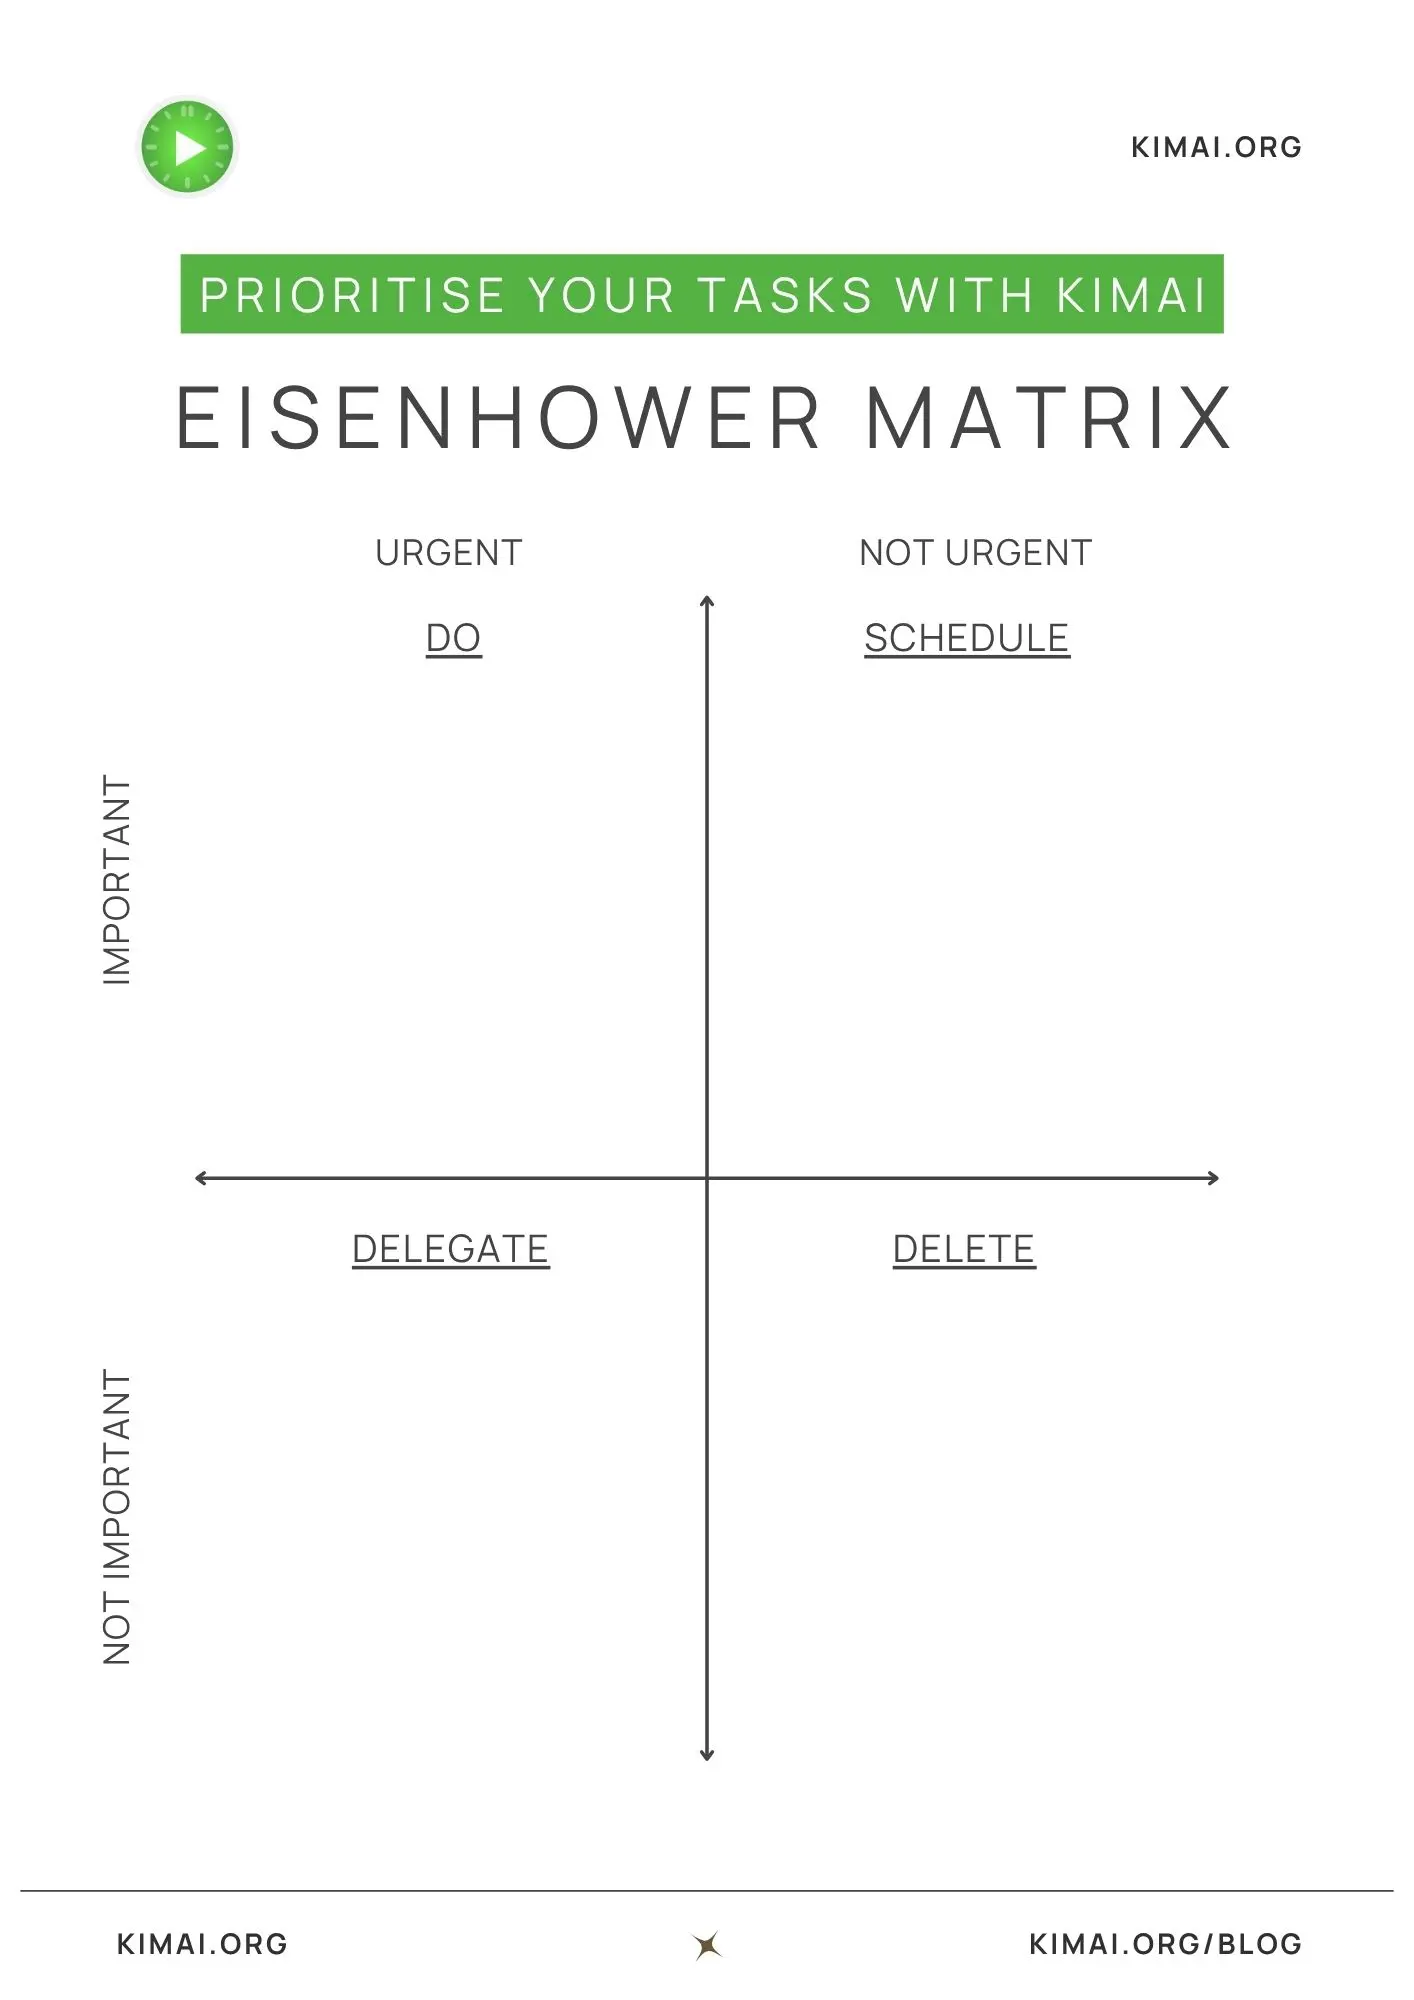 KIMAI.ORG
PRIORITISE YOUR TASKS WITH KIMAI
EISENHOWER MATRIX
URGENT
NOT URGENT
DO
SCHEDULE
IMPORTANT
DELEGATE
DELETE
NOT IMPORTANT
KIMAI.ORG
KIMAI.ORG/BLOG